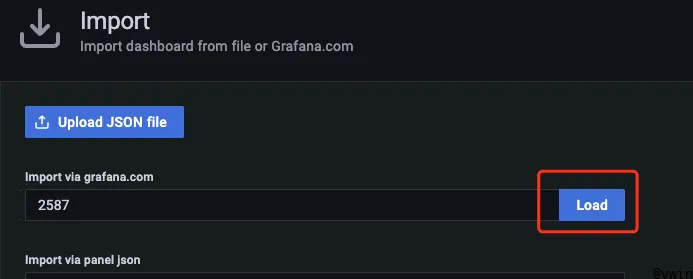 Import
Import dashboard from file or Grafana.com
Upload JSON file
Import via grafana.com
2587
Load
Import via panel json